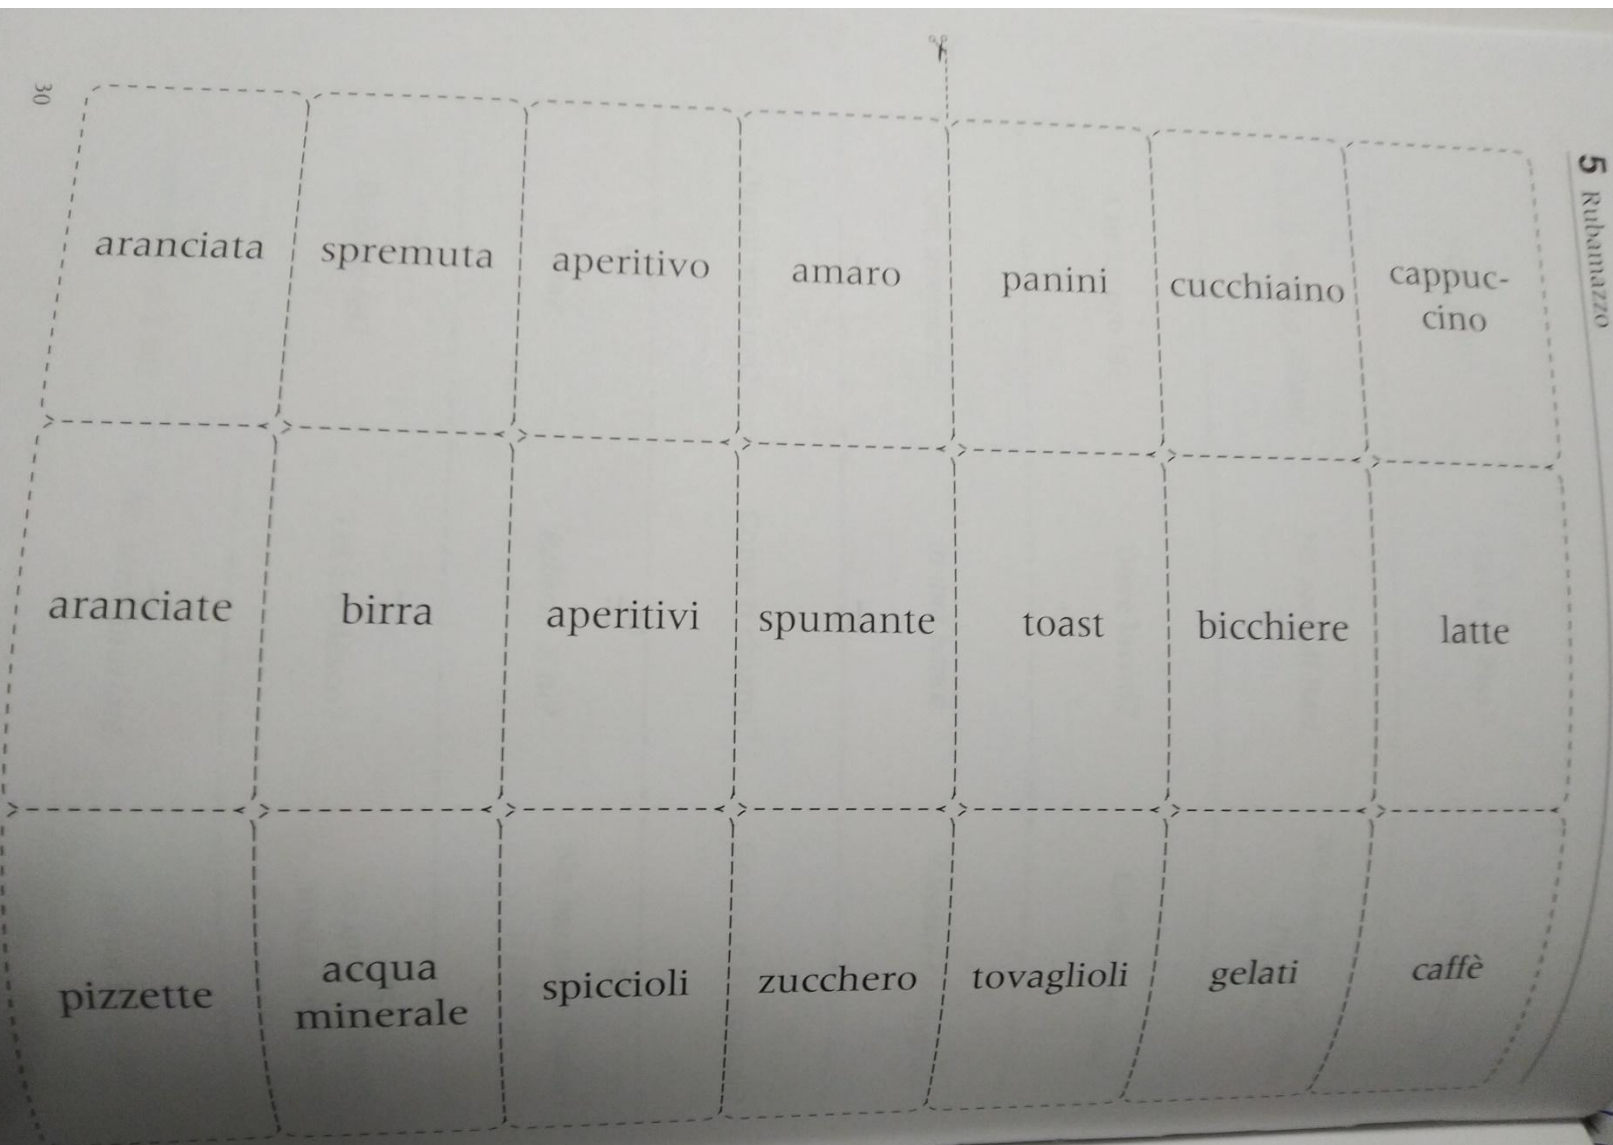 30
5 Rubamazzo
aranciata
spremuta
aperitivo
amaro
panini
cucchiaino
cappuc-
cino
aranciate
birra
aperitivi
spumante
toast
bicchiere
latte
pizzette
acqua
minerale
spiccioli
zucchero
tovaglioli
gelati
caffè